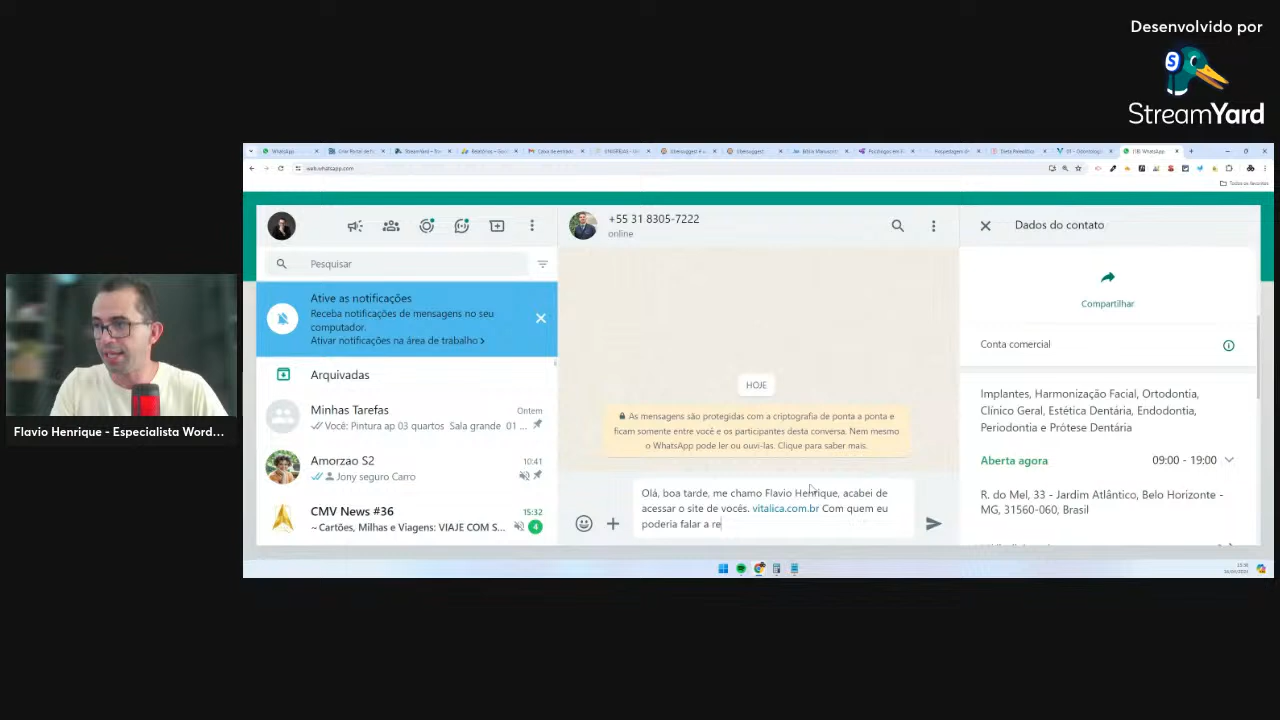 Desenvolvido por
StreamYard
WhatsApp
web.whatsapp.com
Todos os favoritos
+55 31 8305-7222
online
Dados do contato
Pesquisar
Ative as notificações
Receba notificações de mensagens no seu
computador.
Ativar notificações na área de trabalho >
Compartilhar
Conta comercial
Arquivadas
HOJE
Implantes, Harmonização Facial, Ortodontia,
Clínico Geral, Estética Dentária, Endodontia,
Periodontia e Prótese Dentária
Minhas Tarefas
Ontem
Você: Pintura ap 03 quartos Sala grande 01 ...
As mensagens são protegidas com a criptografia de ponta a ponta e
ficam somente entre você e os participantes desta conversa. Nem mesmo
o WhatsApp pode ler ou ouvi-las. Clique para saber mais.
Flavio Henrique - Especialista Word...
Amorzao S2
10:41
Jony seguro Carro
Aberta agora
09:00 - 19:00
R. do Mel, 33 - Jardim Atlântico, Belo Horizonte -
MG, 31560-060, Brasil
CMV News #36
15:32
~ Cartões, Milhas e Viagens: VIAJE COM S...
4
Olá, boa tarde, me chamo Flavio Henrique, acabei de
acessar o site de vocês. vitalica.com.br Com quem eu
poderia falar a re